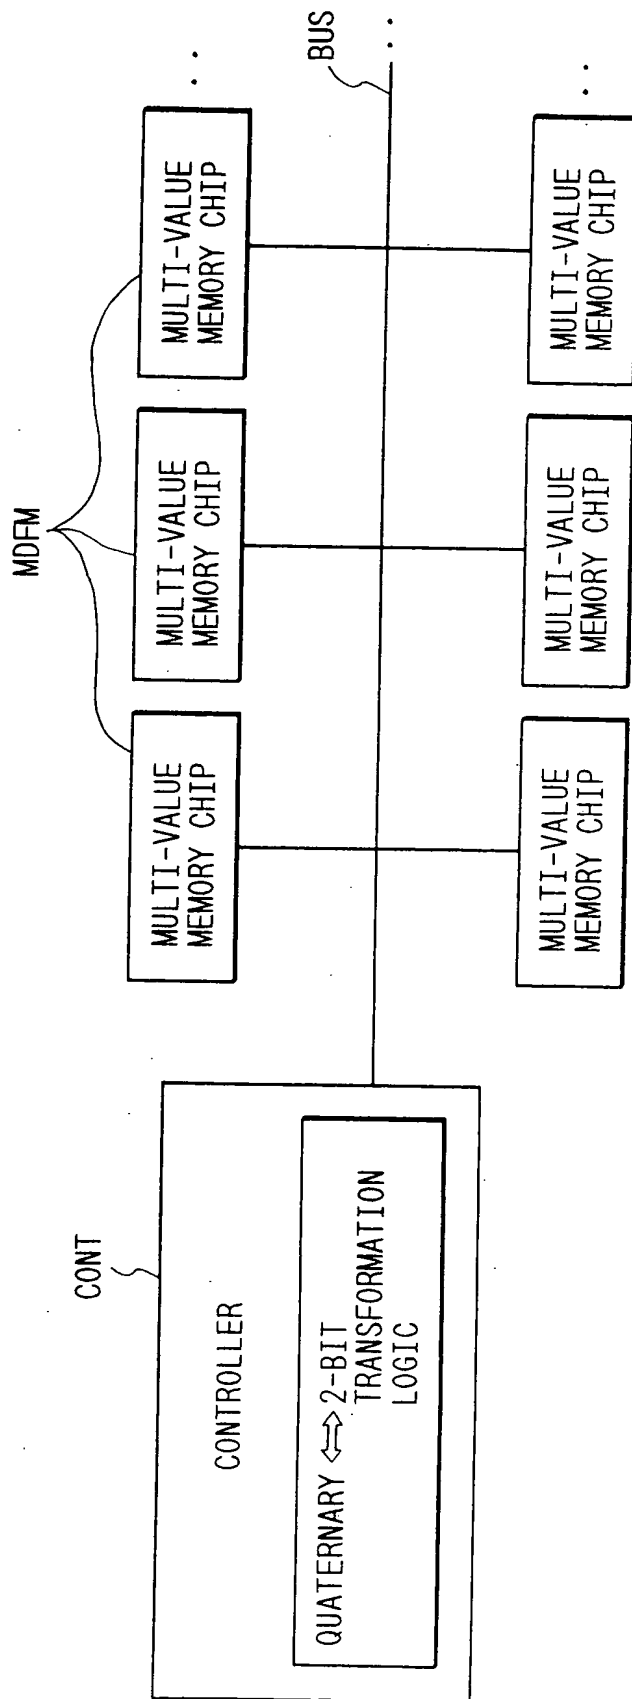 MDFM
MULTI-VALUE
MEMORY CHIP
MULTI-VALUE
MEMORY CHIP
MULTI-VALUE
MEMORY CHIP
BUS
CONT
CONTROLLER
QUATERNARY ⇔ 2-BIT
TRANSFORMATION
LOGIC
MULTI-VALUE
MEMORY CHIP
MULTI-VALUE
MEMORY CHIP
MULTI-VALUE
MEMORY CHIP